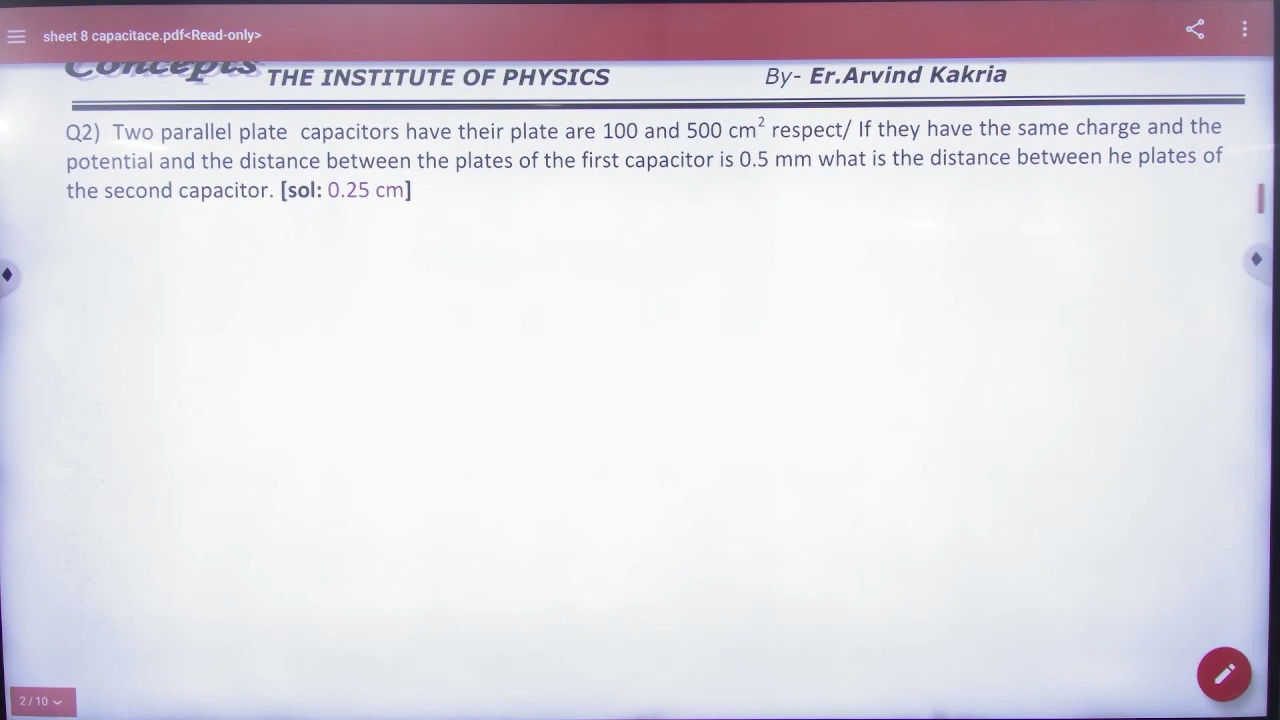 sheet 8 capacitace.pdf<Read-only>
Concepts THE INSTITUTE OF PHYSICS By- Er.Arvind Kakria
Q2) Two parallel plate capacitors have their plate are 100 and 500 cm² respect/ If they have the same charge and the
potential and the distance between the plates of the first capacitor is 0.5 mm what is the distance between he plates of
the second capacitor. [sol: 0.25 cm]
2/10